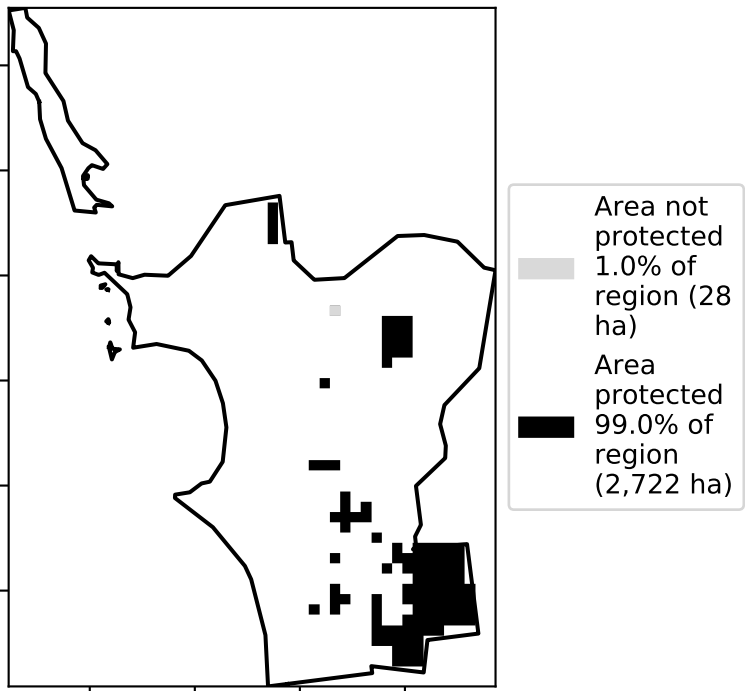 Area not
protected
1.0% of
region (28
ha)
Area
protected
99.0% of
region
(2,722 ha)